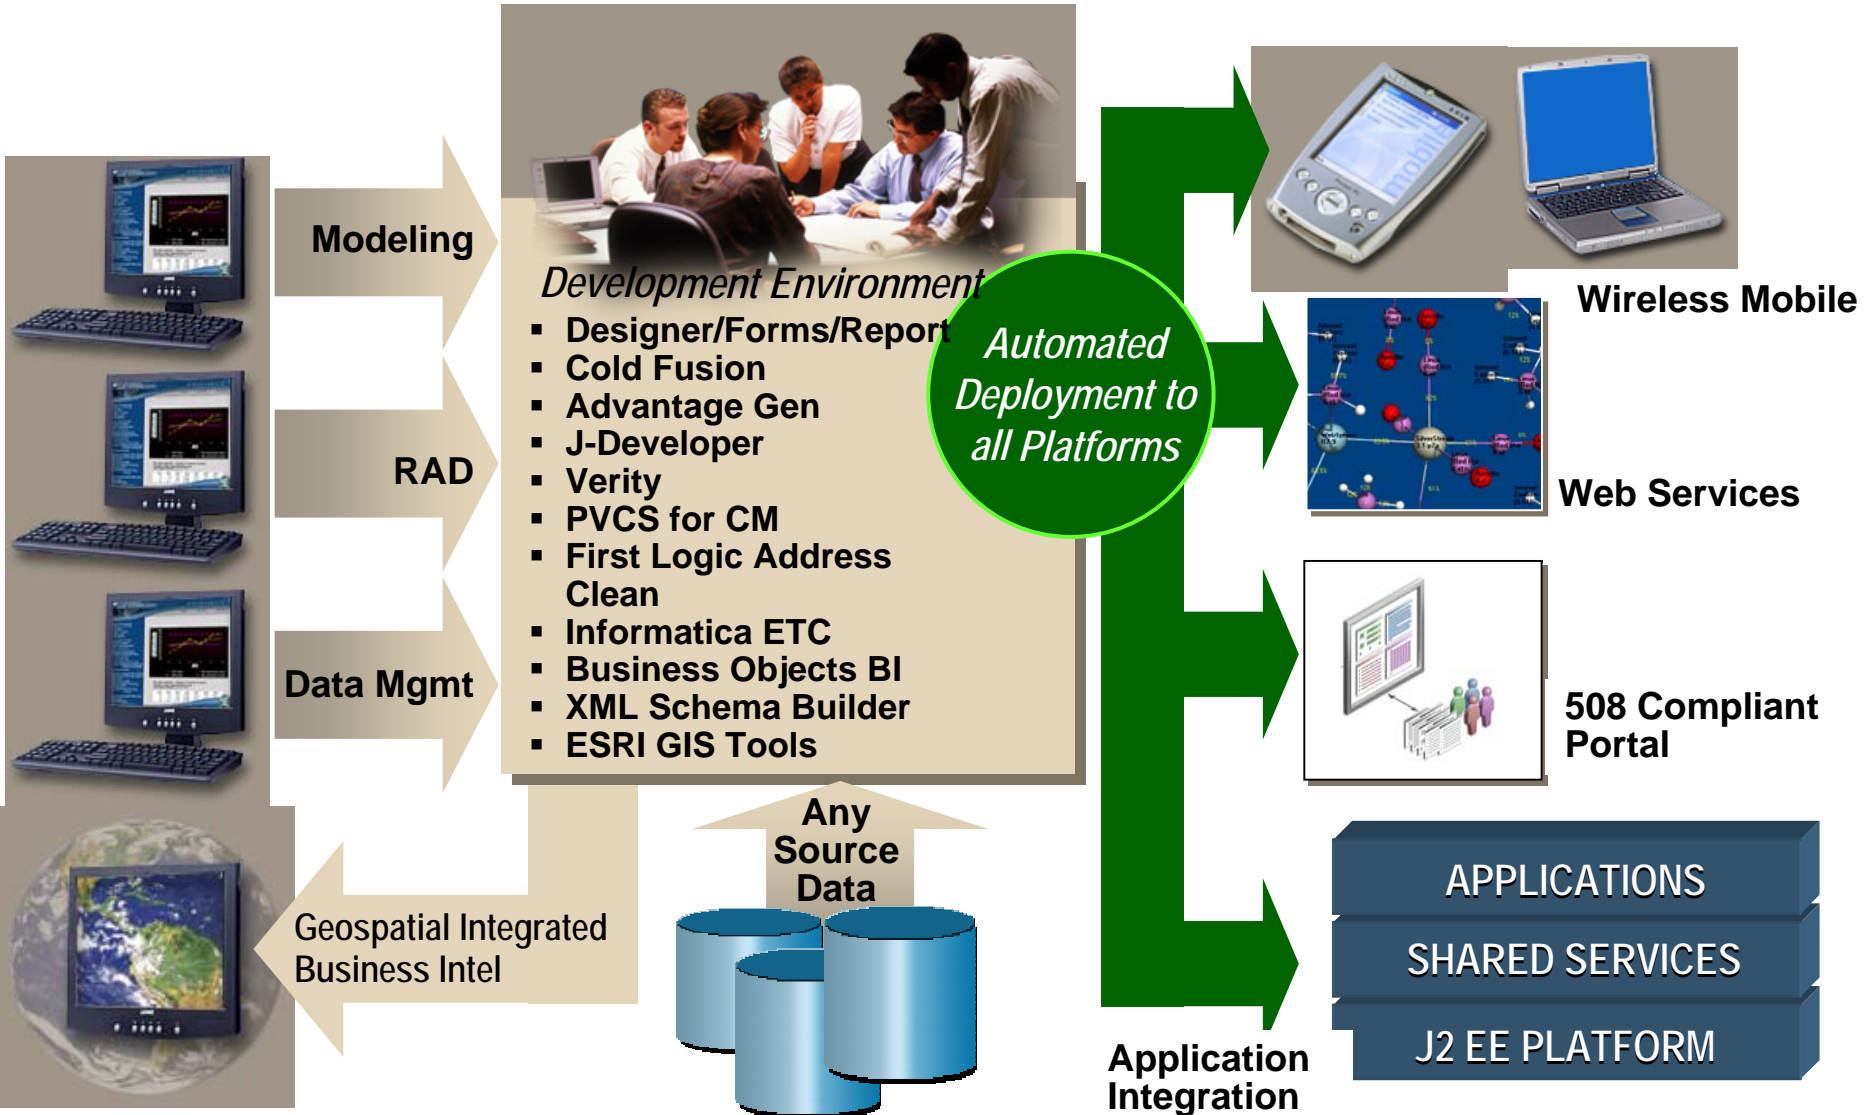 Modeling
RAD
Data Mgmt
Development Environment
▪ Designer/Forms/Report
▪ Cold Fusion
▪ Advantage Gen
▪ J-Developer
▪ Verity
▪ PVCS for CM
▪ First Logic Address
Clean
▪ Informatica ETC
▪ Business Objects BI
▪ XML Schema Builder
▪ ESRI GIS Tools
Automated
Deployment to
all Platforms
Any
Source
Data
Geospatial Integrated
Business Intel
Wireless Mobile
Web Services
508 Compliant
Portal
APPLICATIONS
SHARED SERVICES
J2 EE PLATFORM
Application
Integration